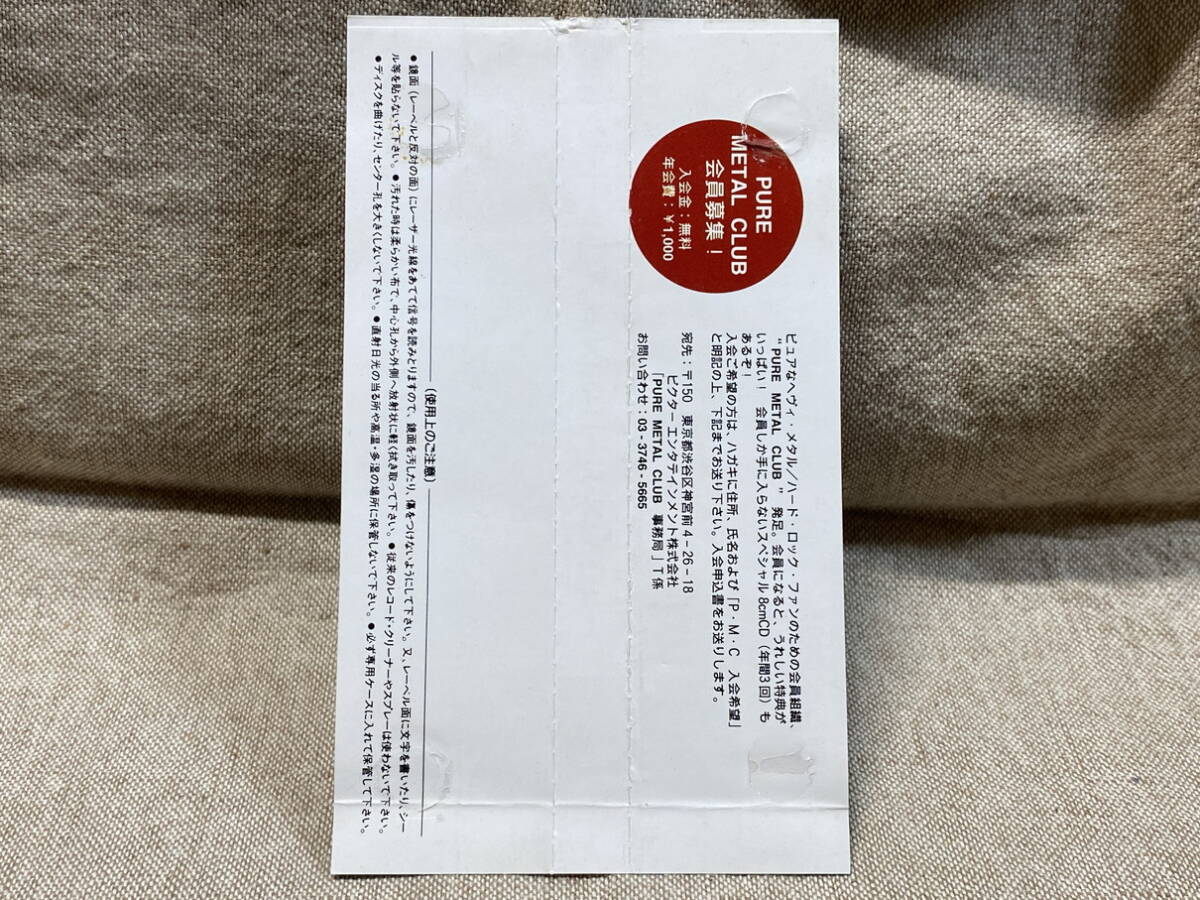 PURE
METAL CLUB
会員募集！
入会金：無料
年会費：￥1,000
ピュアなヘヴィ・メタル／ハード・ロック・ファンのための会員組織、
“PURE METAL CLUB”発足。会員になると、うれしい特典が
いっぱい！ 会員しか手に入らないスペシャル8cmCD（年間3回）も
あるぞ！
入会ご希望の方は、ハガキに住所、氏名および「P・M・C 入会希望」
と明記の上、下記までお送り下さい。入会申込書をお送りします。
宛先：〒150 東京都渋谷区神宮前4-26-18
ビクターエンタテインメント株式会社
「PURE METAL CLUB 事務局」T係
お問い合わせ：03-3746-5665
（使用上のご注意）
●鏡面（レーベルと反対の面）にレーザー光線をあてて信号を読みとりますので、鏡面を汚したり、傷をつけないようにして下さい。又、レーベル面に文字を書いたり、シー
ル等を貼らないで下さい。●汚れた時は柔らかい布で、中心孔から外側へ放射状に軽く拭き取って下さい。●従来のレコード・クリーナーやスプレーは使わないで下さい。
●ディスクを曲げたり、センター孔を大きくしないで下さい。●直射日光の当る所や高温・多湿の場所に保管しないで下さい。●必ず専用ケースに入れて保管して下さい。